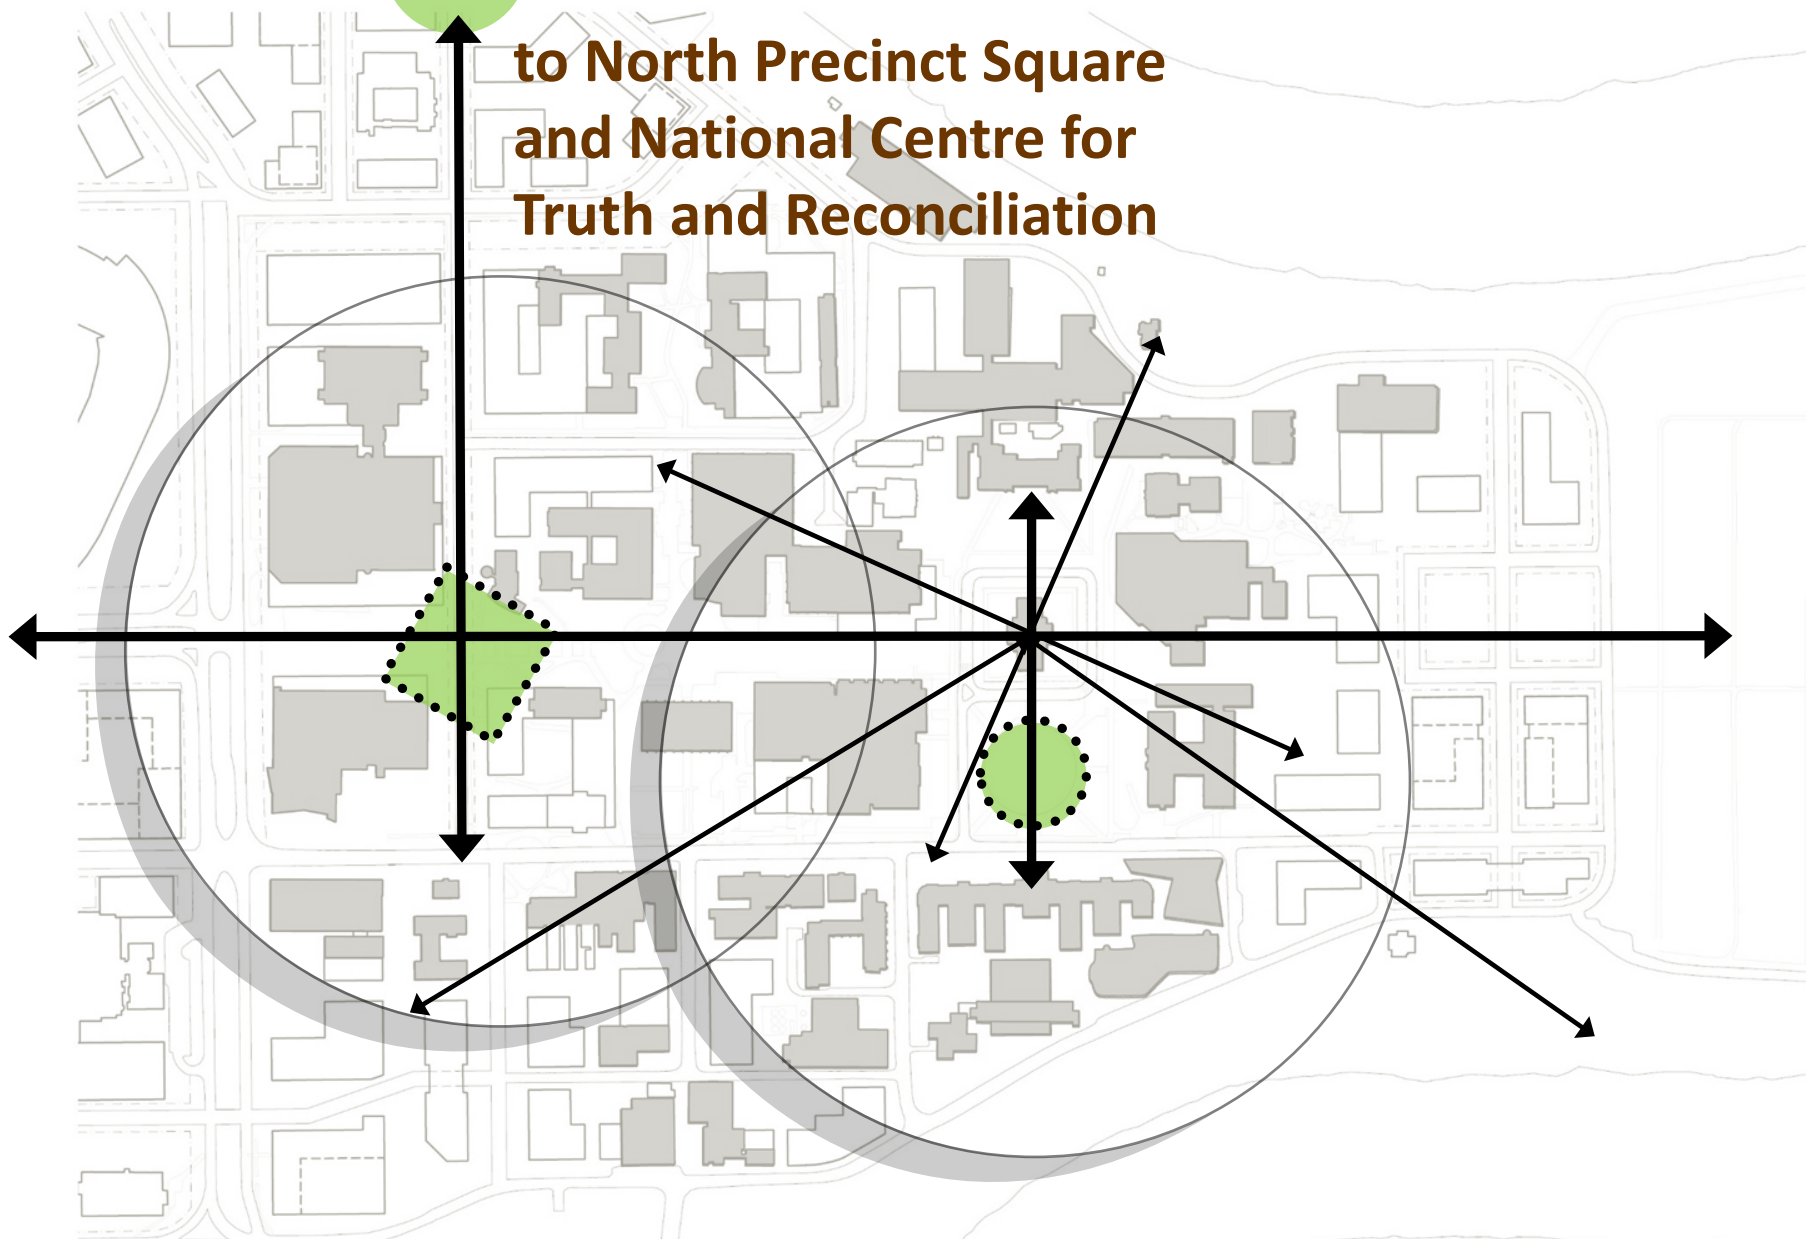 to North Precinct Square
and National Centre for
Truth and Reconciliation